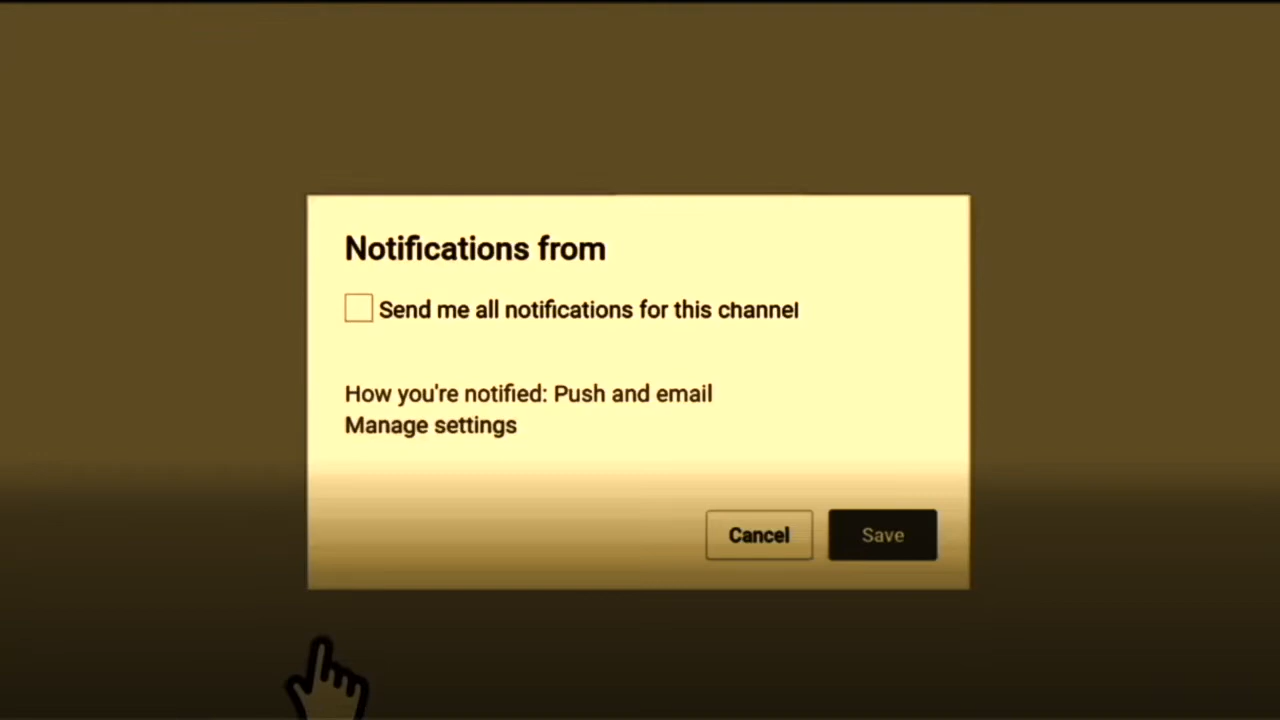 Notifications from
Send me all notifications for this channel
How you're notified: Push and email
Manage settings
Cancel
Save